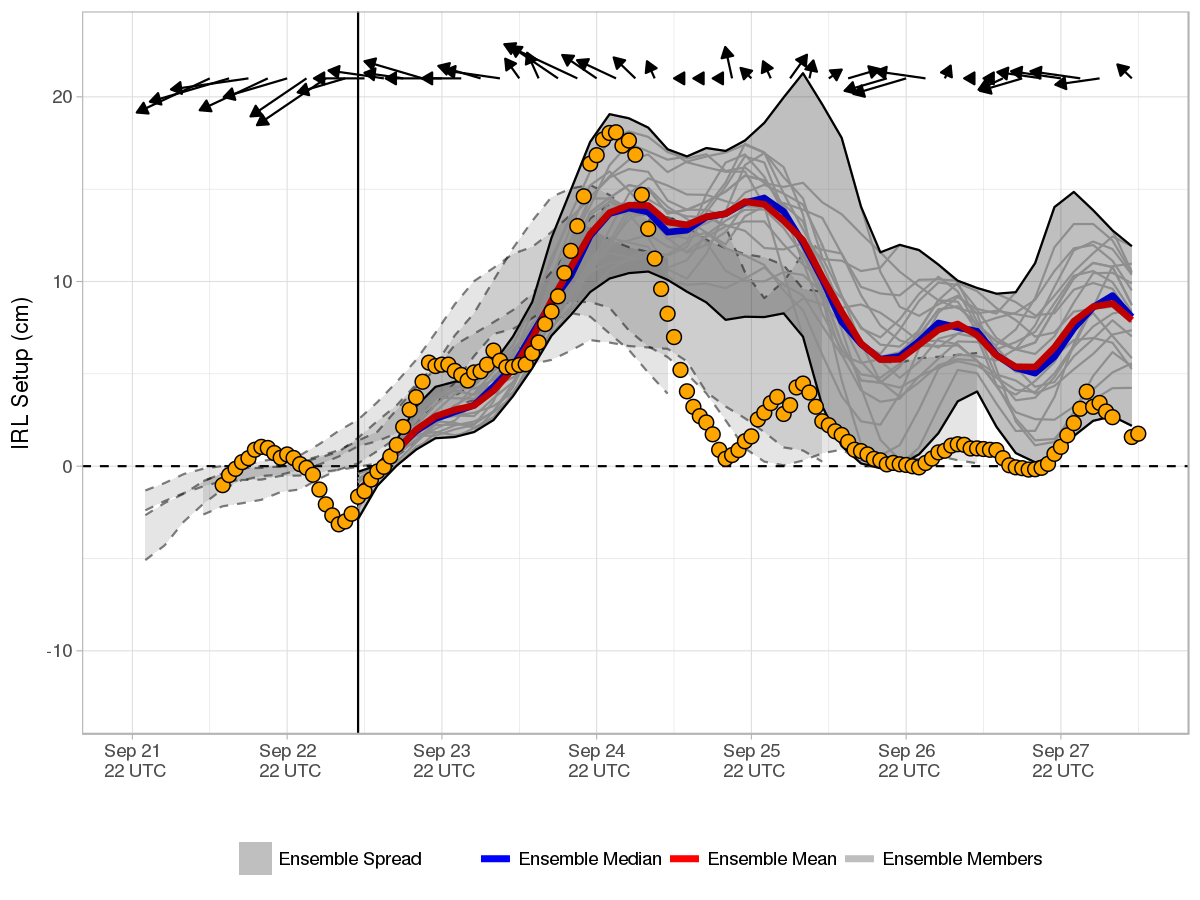 IRL Setup (cm)
20
10
0
-10
Sep 21 Sep 22 Sep 23 Sep 24 Sep 25 Sep 26 Sep 27
22 UTC 22 UTC 22 UTC 22 UTC 22 UTC 22 UTC 22 UTC
Ensemble Spread Ensemble Median Ensemble Mean Ensemble Members